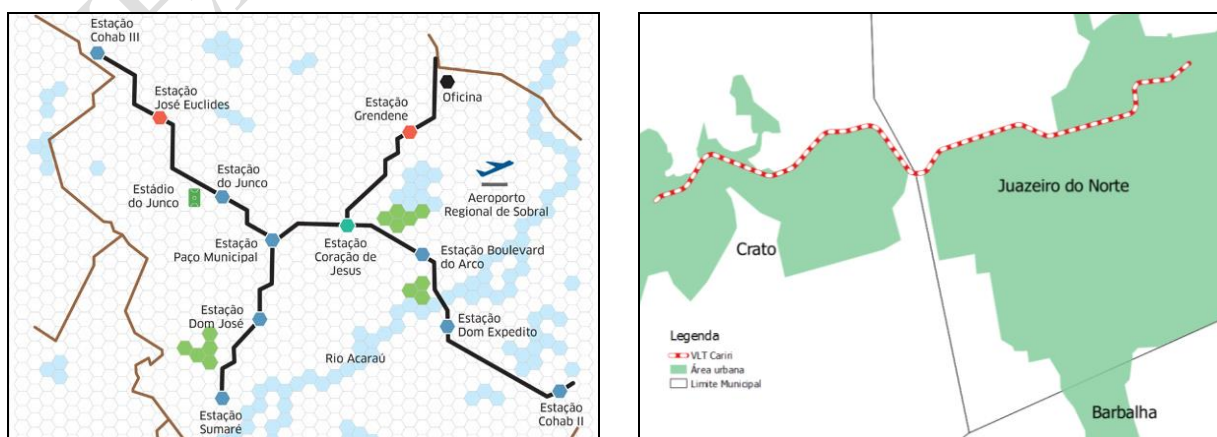 Estação
Cohab III
Estação
José Euclides
Estação
Grendene
Oficina
Estação
do Junco
Estádio
do Junco
Aeroporto
Regional de Sobral
Estação
Paço Municipal
Estação
Coração de
Jesus
Estação Boulevard
do Arco
Estação
Dom José
Estação
Dom Expedito
Rio Acaraú
Estação
Sumaré
Estação
Cohab II
Juazeiro do Norte
Crato
Legenda
VLT Cariri
Área urbana
Limite Municipal
Barbalha